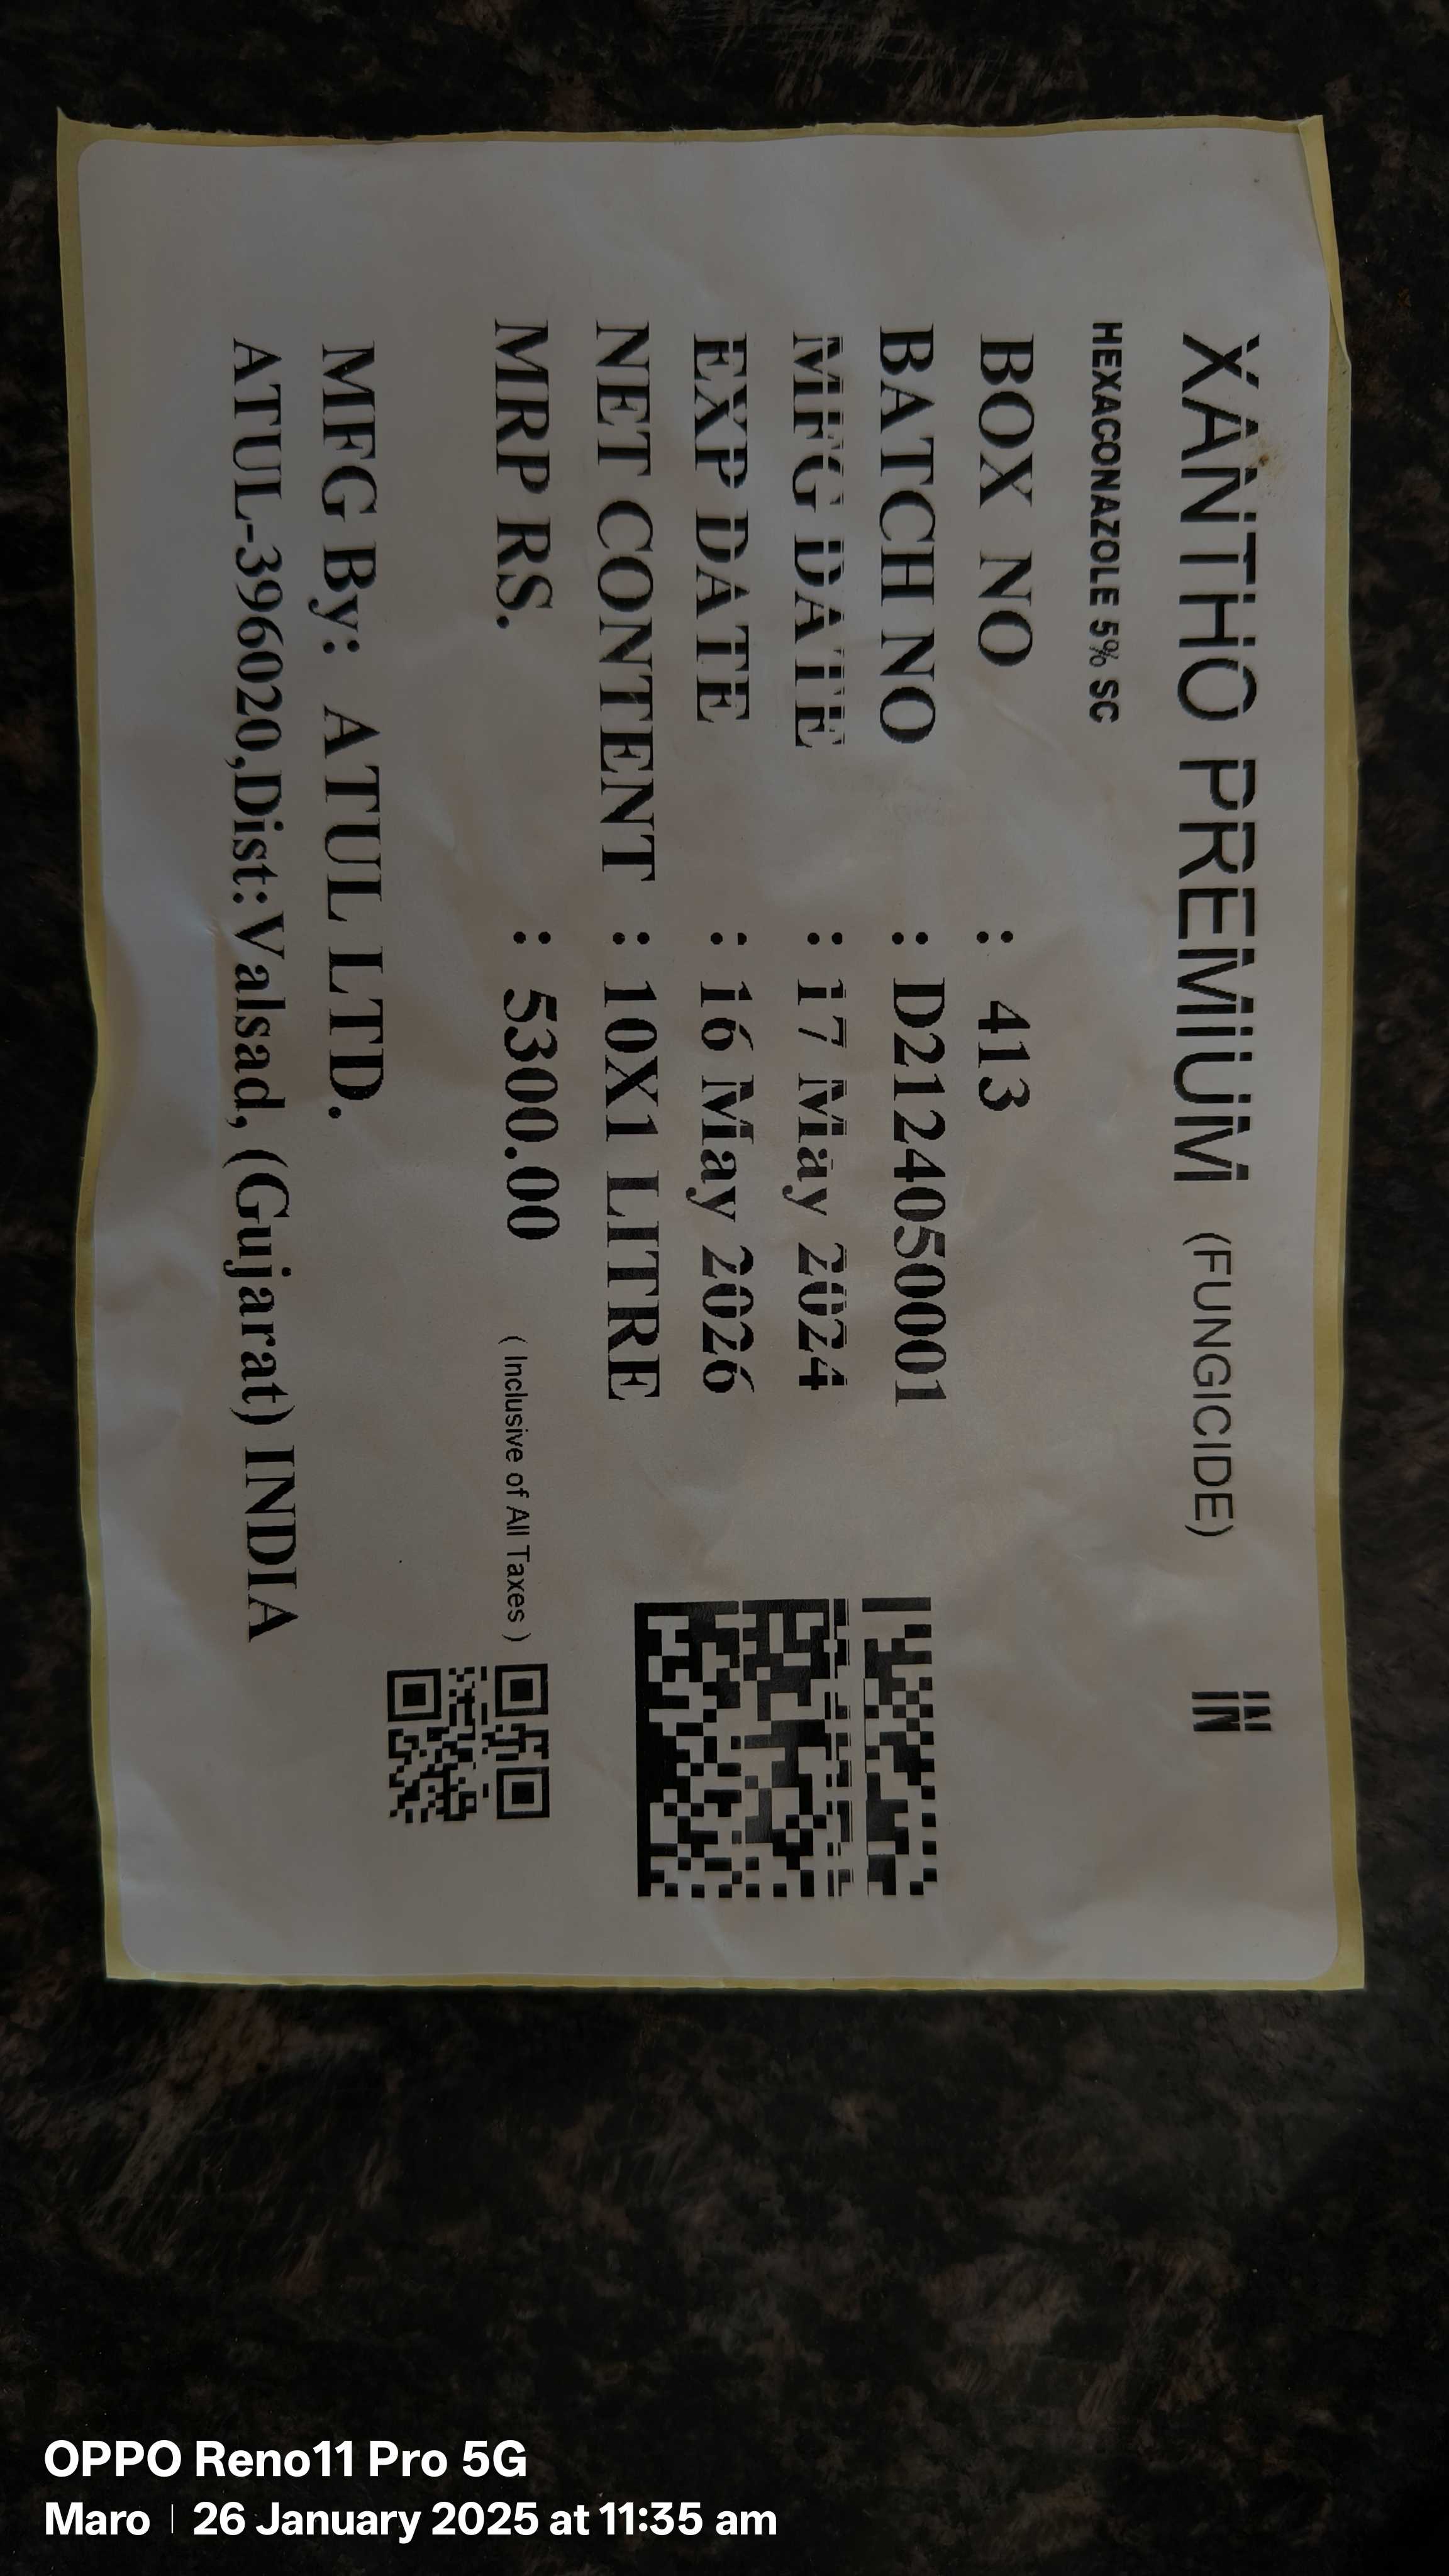 XANTHO PREMIUM (FUNGICIDE) IN
HEXACONAZOLE 5% SC
BOX NO : 413
BATCH NO : D2124050001
MFG DATE : 17 May 2024
EXP DATE : 16 May 2026
NET CONTENT : 10X1 LITRE
MRP RS. : 5300.00 ( Inclusive of All Taxes )
MFG By: ATUL LTD.
ATUL-396020,Dist:Valsad, (Gujarat) INDIA
OPPO Reno11 Pro 5G
Maro | 26 January 2025 at 11:35 am